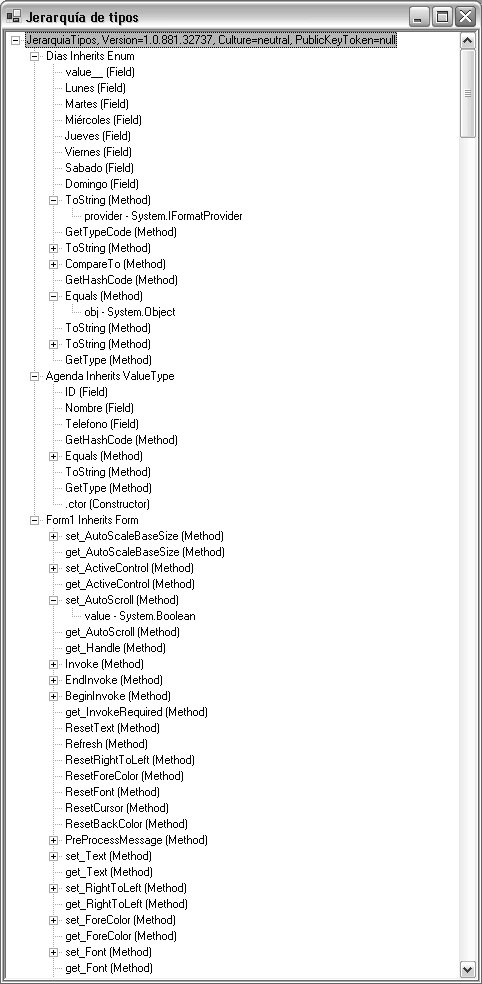 Jerarquía de tipos
JerarquiaTipos, Version=1.0.881.32737, Culture=neutral, PublicKeyToken=null
Dias Inherits Enum
value__ (Field)
Lunes (Field)
Martes (Field)
Miércoles (Field)
Jueves (Field)
Viernes (Field)
Sabado (Field)
Domingo (Field)
ToString (Method)
provider - System.IFormatProvider
GetTypeCode (Method)
ToString (Method)
CompareTo (Method)
GetHashCode (Method)
Equals (Method)
obj - System.Object
ToString (Method)
ToString (Method)
GetType (Method)
Agenda Inherits ValueType
ID (Field)
Nombre (Field)
Telefono (Field)
GetHashCode (Method)
Equals (Method)
ToString (Method)
GetType (Method)
.ctor (Constructor)
Form1 Inherits Form
set_AutoScaleBaseSize (Method)
get_AutoScaleBaseSize (Method)
set_ActiveControl (Method)
get_ActiveControl (Method)
set_AutoScroll (Method)
value - System.Boolean
get_AutoScroll (Method)
get_Handle (Method)
Invoke (Method)
EndInvoke (Method)
BeginInvoke (Method)
get_InvokeRequired (Method)
ResetText (Method)
Refresh (Method)
ResetRightToLeft (Method)
ResetForeColor (Method)
ResetFont (Method)
ResetCursor (Method)
ResetBackColor (Method)
PreProcessMessage (Method)
set_Text (Method)
get_Text (Method)
set_RightToLeft (Method)
get_RightToLeft (Method)
set_ForeColor (Method)
get_ForeColor (Method)
set_Font (Method)
get_Font (Method)